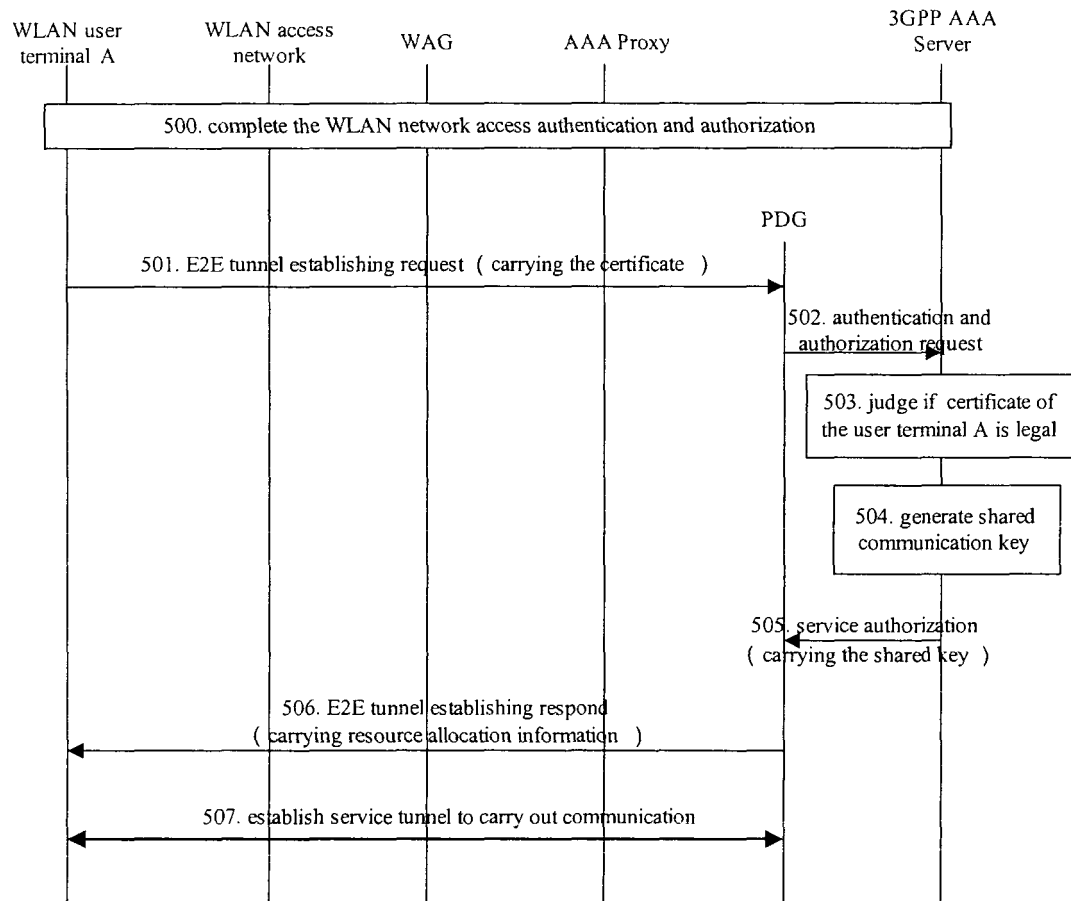 WLAN user
terminal A
WLAN access
network
WAG
AAA Proxy
3GPP AAA
Server
500. complete the WLAN network access authentication and authorization
PDG
501. E2E tunnel establishing request ( carrying the certificate )
502. authentication and
authorization request
503. judge if certificate of
the user terminal A is legal
504. generate shared
communication key
505. service authorization
( carrying the shared key )
506. E2E tunnel establishing respond
( carrying resource allocation information )
507. establish service tunnel to carry out communication